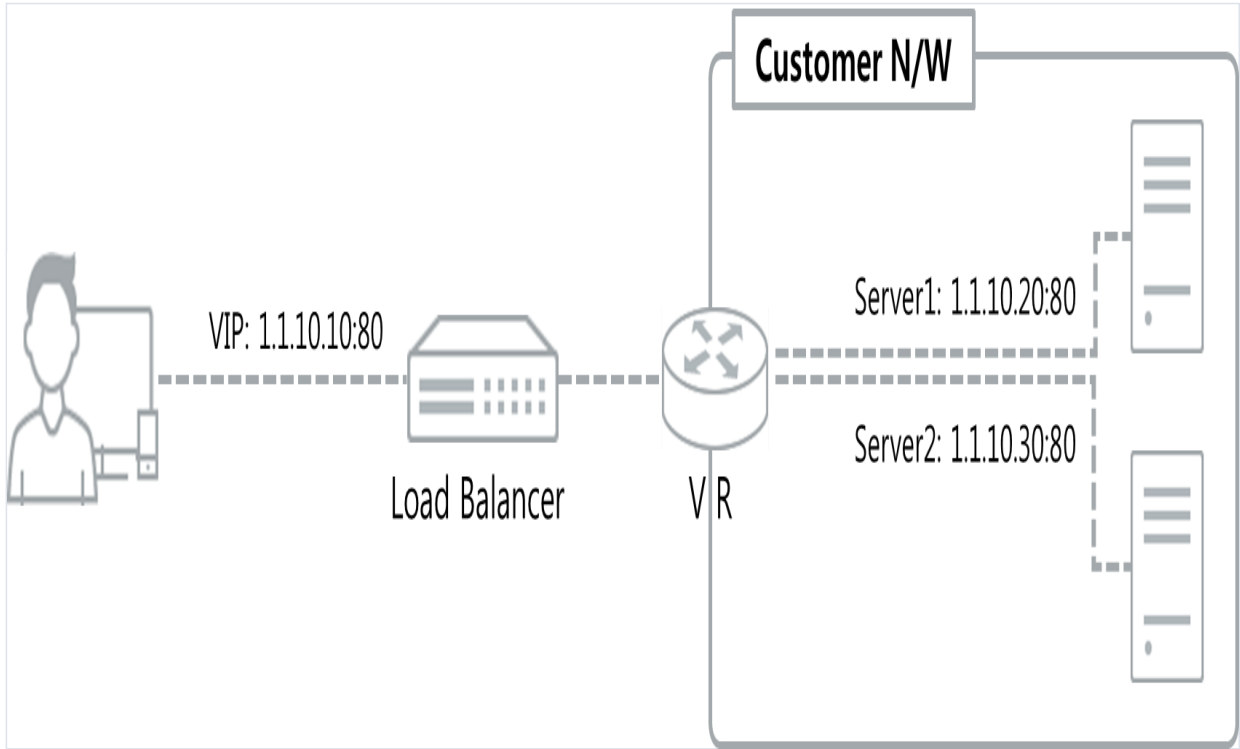 Customer N/W
VIP: 1.1.10.10:80
Server1: 1.1.10.20:80
Server2: 1.1.10.30:80
Load Balancer
V R